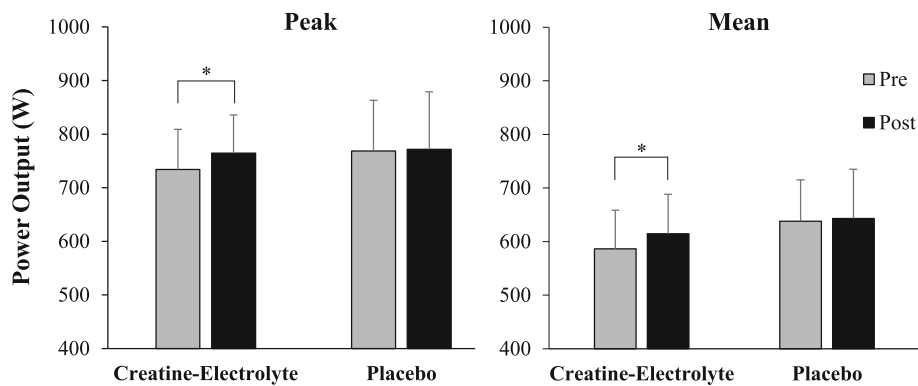 Peak
Mean
Power Output (W)
1000
900
800
700
600
500
400
*
Creatine-Electrolyte
Placebo
1000
900
800
700
600
500
400
*
Pre
Post
Creatine-Electrolyte
Placebo